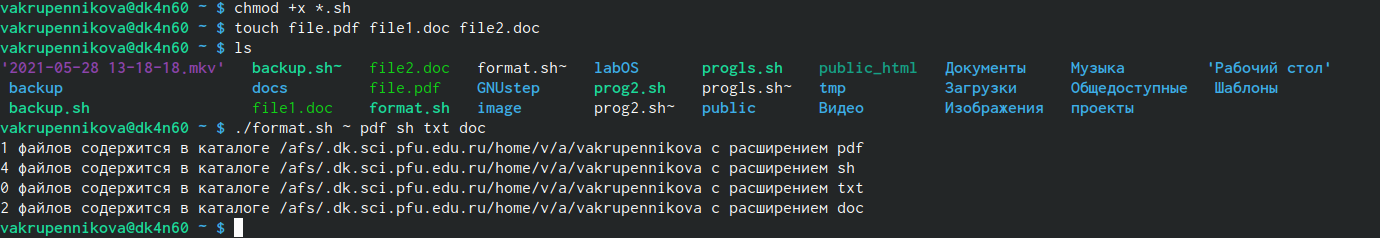 vakrupennikova@dk4n60 ~ $ chmod +x *.sh
vakrupennikova@dk4n60 ~ $ touch file.pdf file1.doc file2.doc
vakrupennikova@dk4n60 ~ $ ls
'2021-05-28 13-18-18.mkv' backup.sh~ file2.doc format.sh~ labOS progls.sh public_html Документы Музыка 'Рабочий стол'
backup docs file.pdf GNUstep prog2.sh progls.sh~ tmp Загрузки Общедоступные Шаблоны
backup.sh file1.doc format.sh image prog2.sh~ public Видео Изображения проекты
vakrupennikova@dk4n60 ~ $ ./format.sh ~ pdf sh txt doc
1 файлов содержится в каталоге /afs/.dk.sci.pfu.edu.ru/home/v/a/vakrupennikova с расширением pdf
4 файлов содержится в каталоге /afs/.dk.sci.pfu.edu.ru/home/v/a/vakrupennikova с расширением sh
0 файлов содержится в каталоге /afs/.dk.sci.pfu.edu.ru/home/v/a/vakrupennikova с расширением txt
2 файлов содержится в каталоге /afs/.dk.sci.pfu.edu.ru/home/v/a/vakrupennikova с расширением doc
vakrupennikova@dk4n60 ~ $